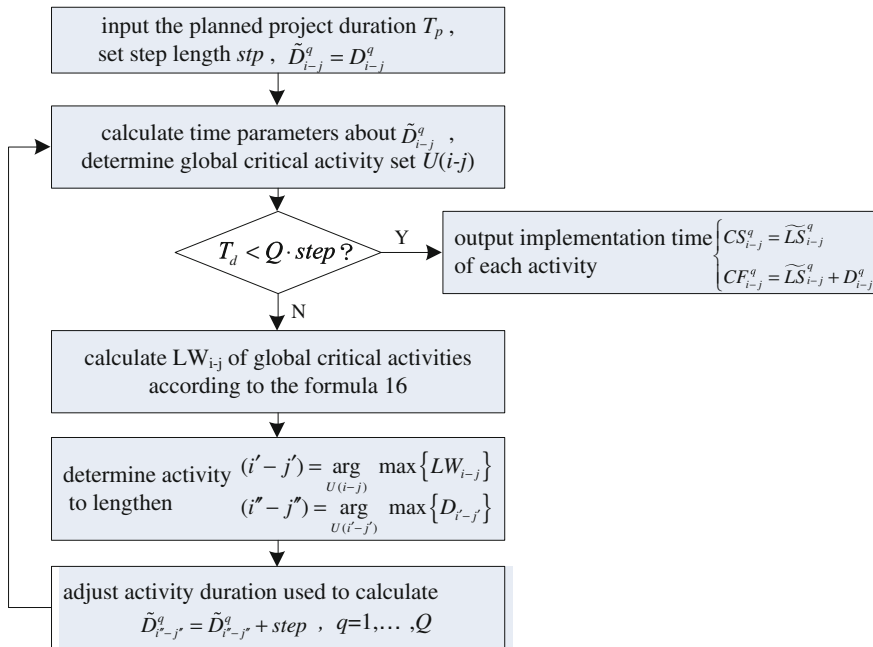 input the planned project duration T_p ,
set step length stp , D̃^q_{i-j} = D^q_{i-j}
calculate time parameters about D̃^q_{i-j} ,
determine global critical activity set U(i-j)
T_d < Q · step ?
Y
output implementation time
of each activity
{ CS^q_{i-j} = L̃S^q_{i-j}
CF^q_{i-j} = L̃S^q_{i-j} + D^q_{i-j}
N
calculate LW_{i-j} of global critical activities
according to the formula 16
determine activity
to lengthen
(i′ − j′) = arg max {LW_{i-j}}
U(i-j)
(i″ − j″) = arg max {D_{i′-j′}}
U(i′-j′)
adjust activity duration used to calculate
D̃^q_{i″-j″} = D̃^q_{i″-j″} + step , q=1,… ,Q